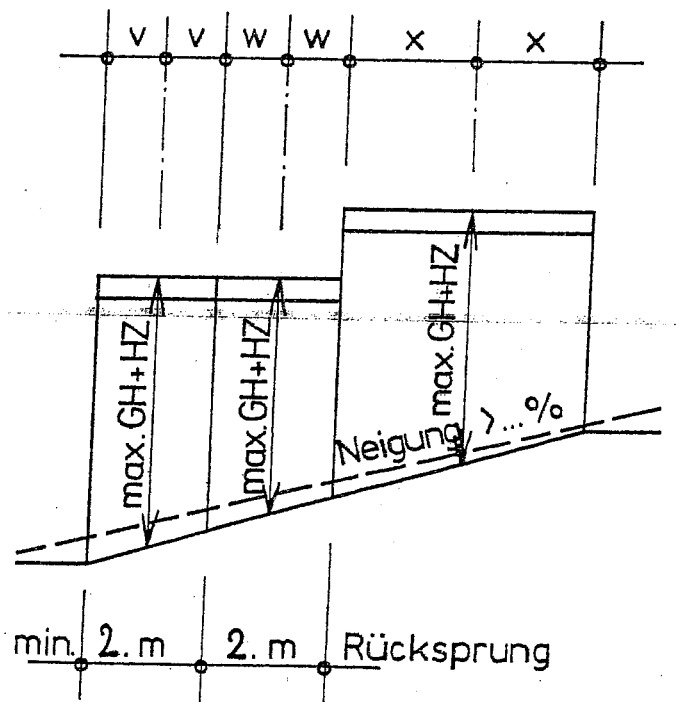 v v w w x x
max.GH+HZ
max.GH+HZ
max.GH+HZ
Neigung >...%
min. 2. m 2. m Rücksprung